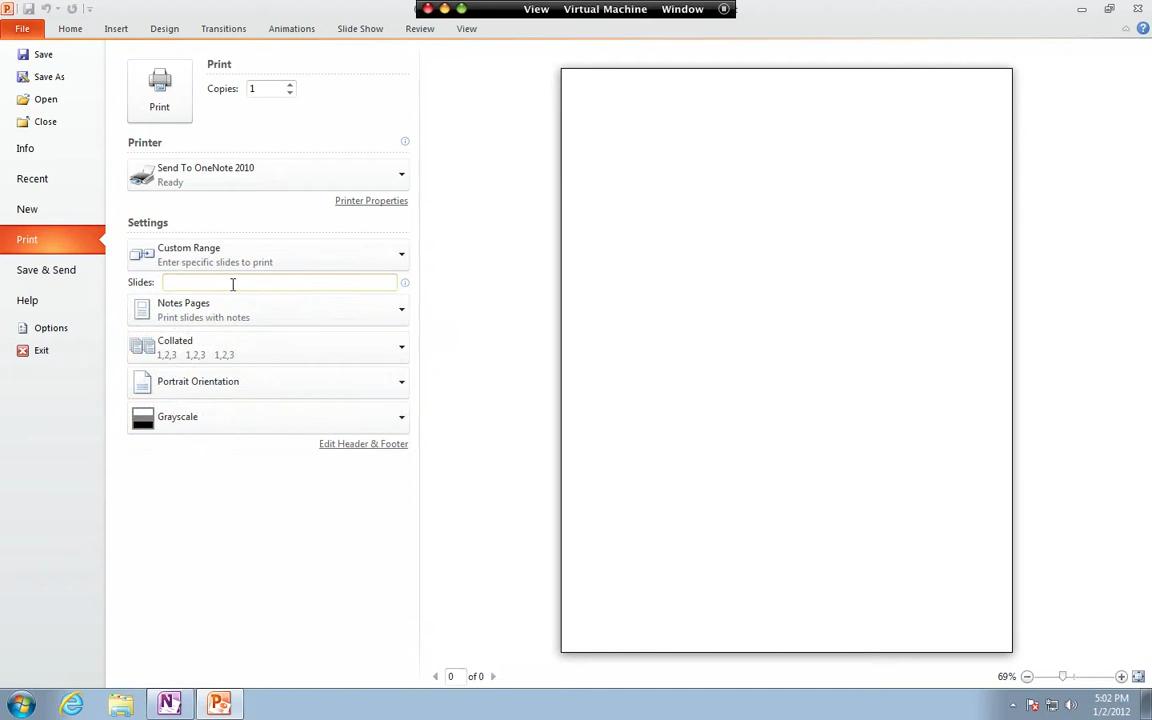 View Virtual Machine Window
File Home Insert Design Transitions Animations Slide Show Review View
Save
Save As
Open
Close
Info
Recent
New
Print
Save & Send
Help
Options
Exit
Print
Print
Copies: 1
Printer
Send To OneNote 2010
Ready
Printer Properties
Settings
Custom Range
Enter specific slides to print
Slides:
Notes Pages
Print slides with notes
Collated
1,2,3 1,2,3 1,2,3
Portrait Orientation
Grayscale
Edit Header & Footer
0 of 0
69%
5:02 PM
1/2/2012